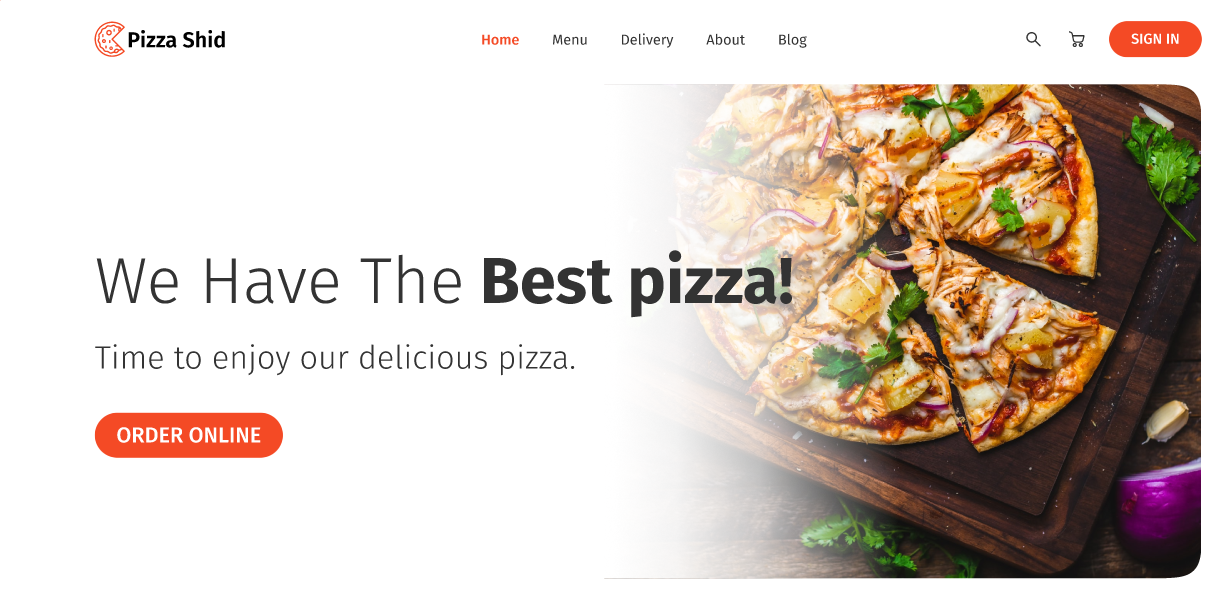 Pizza Shid
Home Menu Delivery About Blog
SIGN IN
We Have The Best pizza!
Time to enjoy our delicious pizza.
ORDER ONLINE